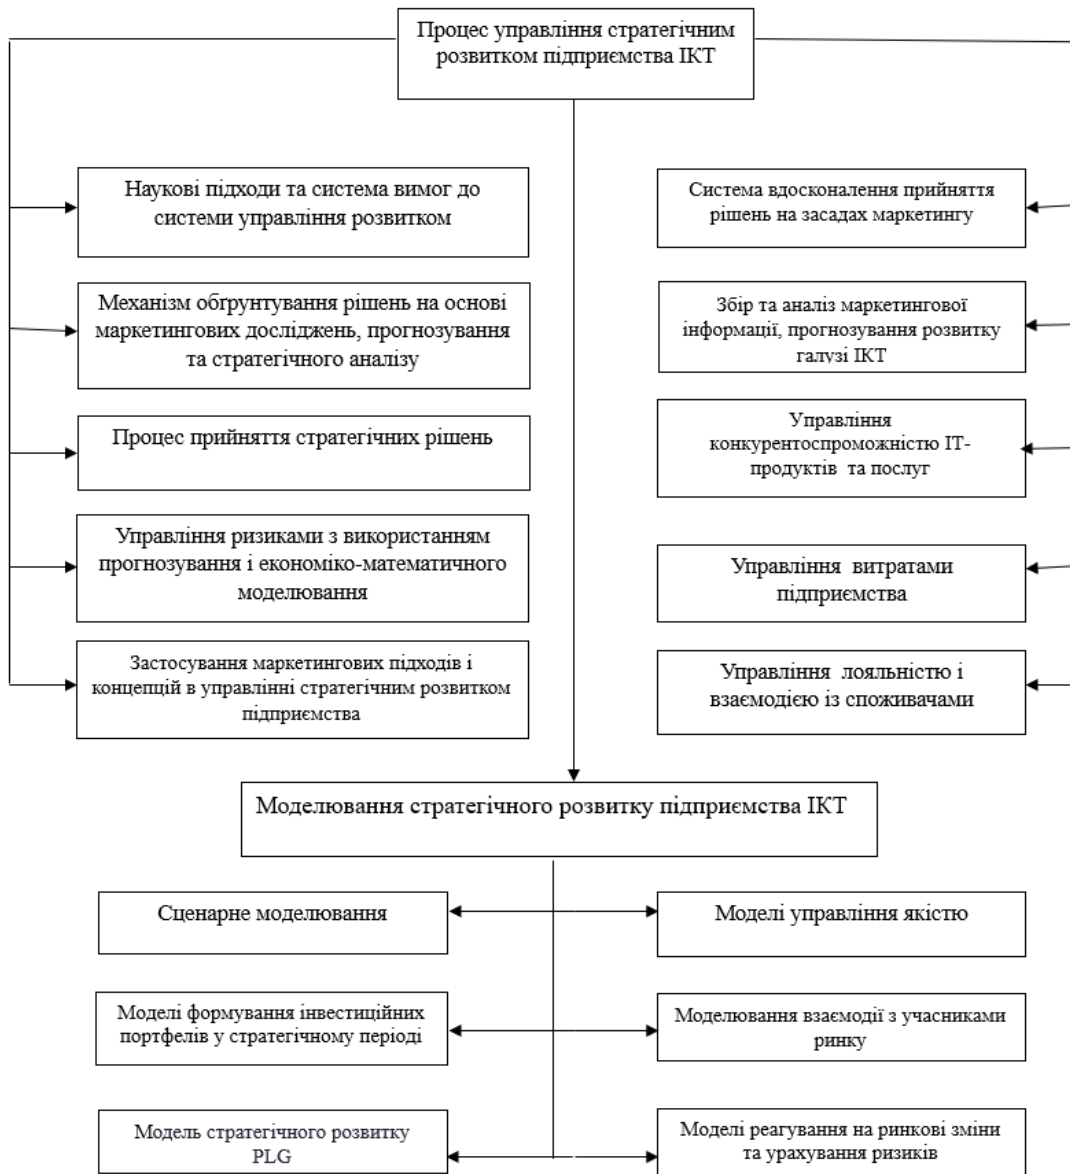 Процес управління стратегічним
розвитком підприємства ІКТ
Наукові підходи та система вимог до
системи управління розвитком
Механізм обґрунтування рішень на основі
маркетингових досліджень, прогнозування
та стратегічного аналізу
Процес прийняття стратегічних рішень
Управління ризиками з використанням
прогнозування і економіко-математичного
моделювання
Застосування маркетингових підходів і
концепцій в управлінні стратегічним розвитком
підприємства
Система вдосконалення прийняття
рішень на засадах маркетингу
Збір та аналіз маркетингової
інформації, прогнозування розвитку
галузі ІКТ
Управління
конкурентоспроможністю ІТ-
продуктів та послуг
Управління витратами
підприємства
Управління лояльністю і
взаємодією із споживачами
Моделювання стратегічного розвитку підприємства ІКТ
Сценарне моделювання
Моделі управління якістю
Моделі формування інвестиційних
портфелів у стратегічному періоді
Моделювання взаємодії з учасниками
ринку
Модель стратегічного розвитку
PLG
Моделі реагування на ринкові зміни
та урахування ризиків